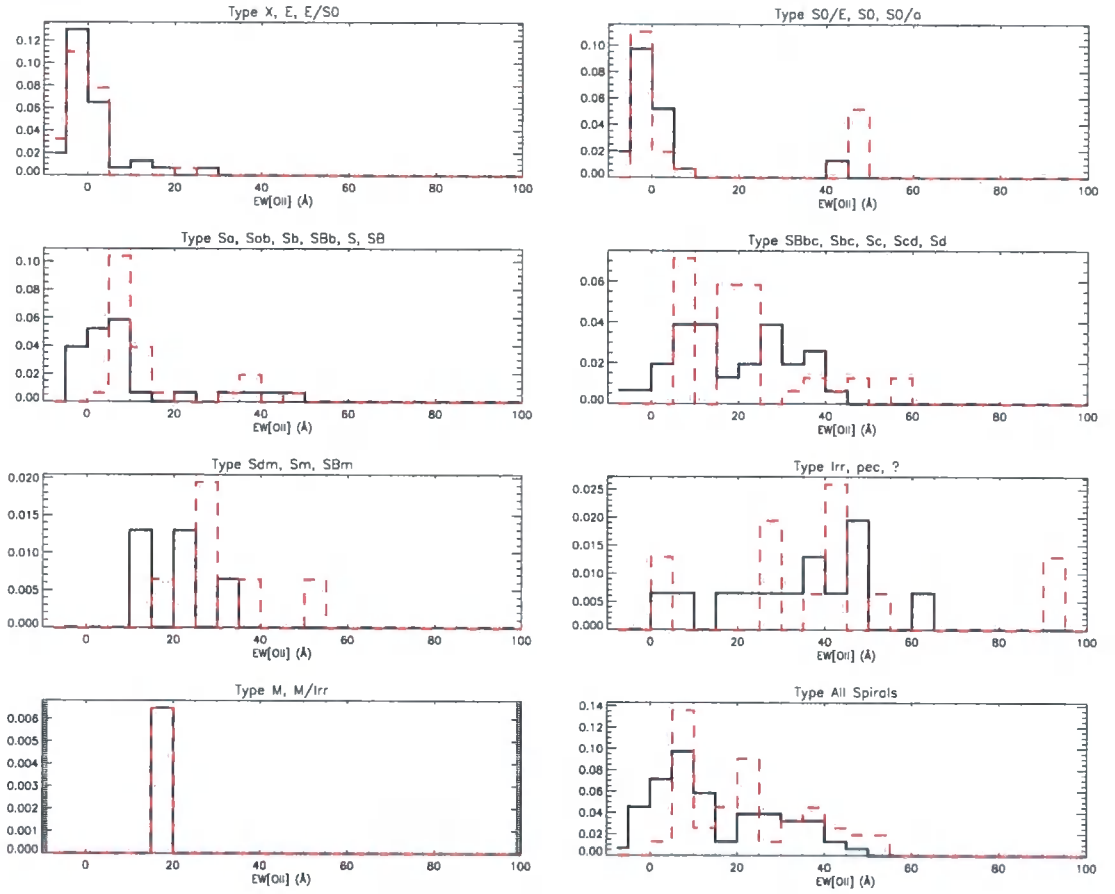 Type X, E, E/S0
0.12
0.10
0.08
0.06
0.04
0.02
0.00
0 20 40 60 80 100
EW[OII] (Å)
Type S0/E, S0, S0/a
0.10
0.08
0.06
0.04
0.02
0.00
0 20 40 60 80 100
EW[OII] (Å)
Type Sa, Sab, Sb, SBb, S, SB
0.10
0.08
0.06
0.04
0.02
0.00
0 20 40 60 80 100
EW[OII] (Å)
Type SBbc, Sbc, Sc, Scd, Sd
0.06
0.04
0.02
0.00
0 20 40 60 80 100
EW[OII] (Å)
Type Sdm, Sm, SBm
0.020
0.015
0.010
0.005
0.000
0 20 40 60 80 100
EW[OII] (Å)
Type Irr, pec, ?
0.025
0.020
0.015
0.010
0.005
0.000
0 20 40 60 80 100
EW[OII] (Å)
Type M, M/Irr
0.006
0.005
0.004
0.003
0.002
0.001
0.000
0 20 40 60 80 100
EW[OII] (Å)
Type All Spirals
0.14
0.12
0.10
0.08
0.06
0.04
0.02
0.00
0 20 40 60 80 100
EW[OII] (Å)